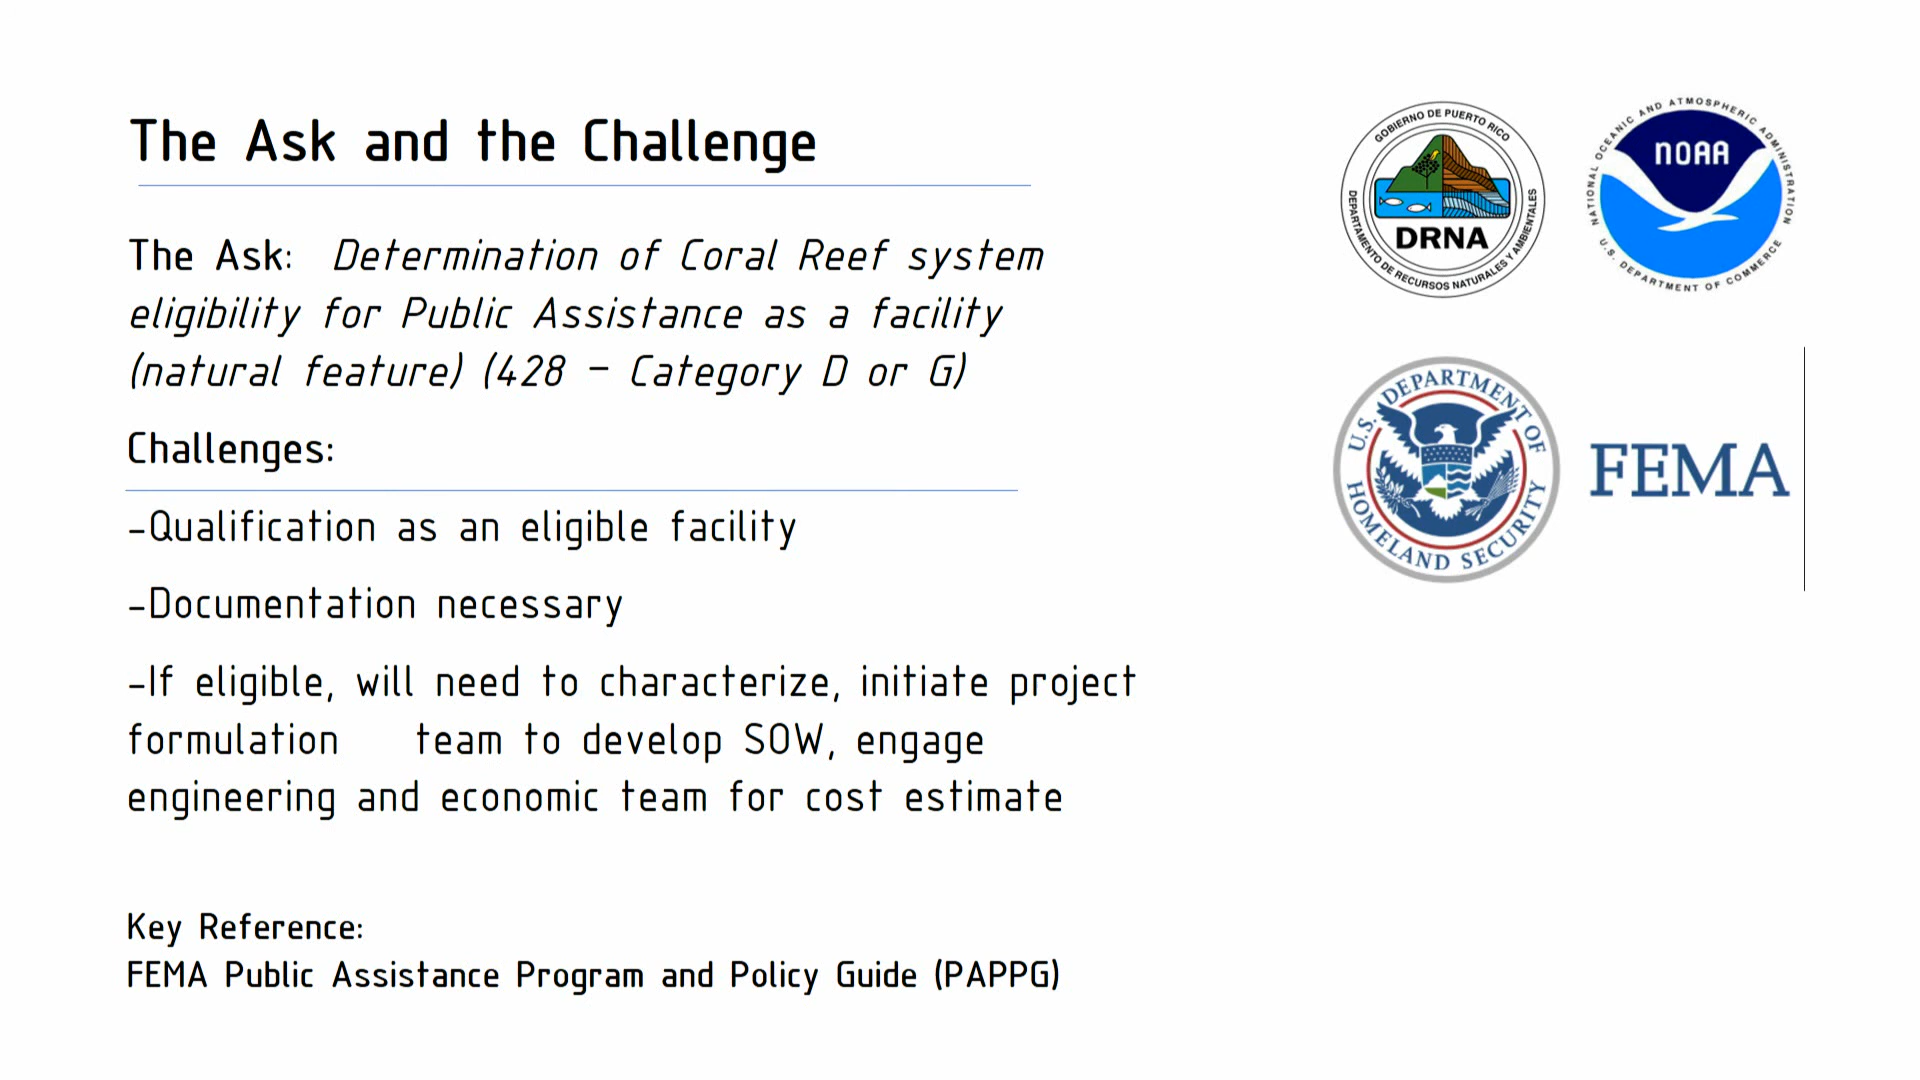 The Ask and the Challenge
The Ask: Determination of Coral Reef system
eligibility for Public Assistance as a facility
(natural feature) (428 – Category D or G)
Challenges:
-Qualification as an eligible facility
-Documentation necessary
-If eligible, will need to characterize, initiate project
formulation team to develop SOW, engage
engineering and economic team for cost estimate
Key Reference:
FEMA Public Assistance Program and Policy Guide (PAPPG)
GOBIERNO DE PUERTO RICO
DRNA
DEPARTAMENTO DE RECURSOS NATURALES Y AMBIENTALES
NATIONAL OCEANIC AND ATMOSPHERIC ADMINISTRATION
NOAA
U.S. DEPARTMENT OF COMMERCE
U.S. DEPARTMENT OF
HOMELAND SECURITY
FEMA